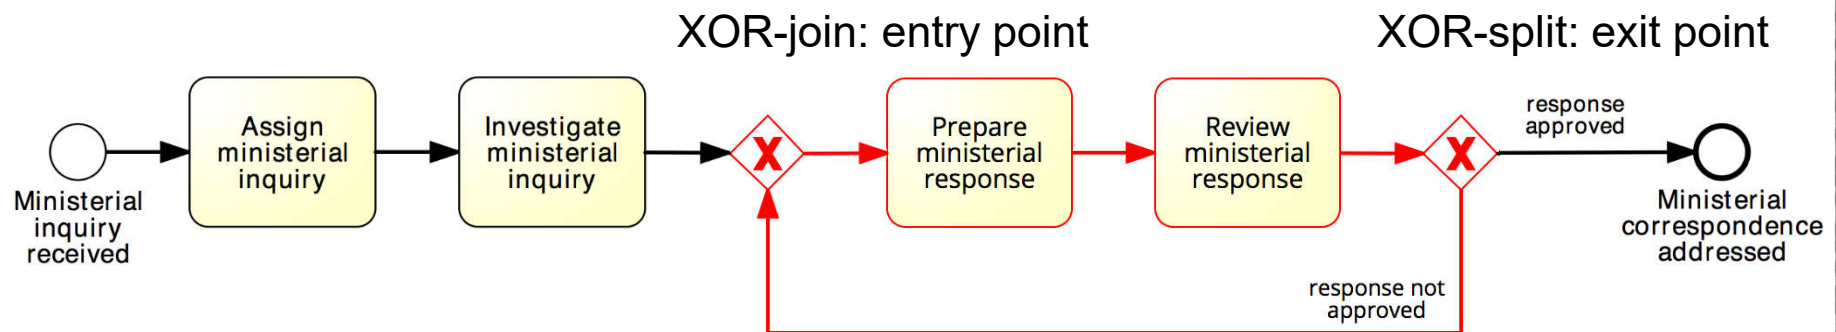 XOR-join: entry point
XOR-split: exit point
Ministerial
inquiry
received
Assign
ministerial
inquiry
Investigate
ministerial
inquiry
X
Prepare
ministerial
response
Review
ministerial
response
X
response
approved
response not
approved
Ministerial
correspondence
addressed